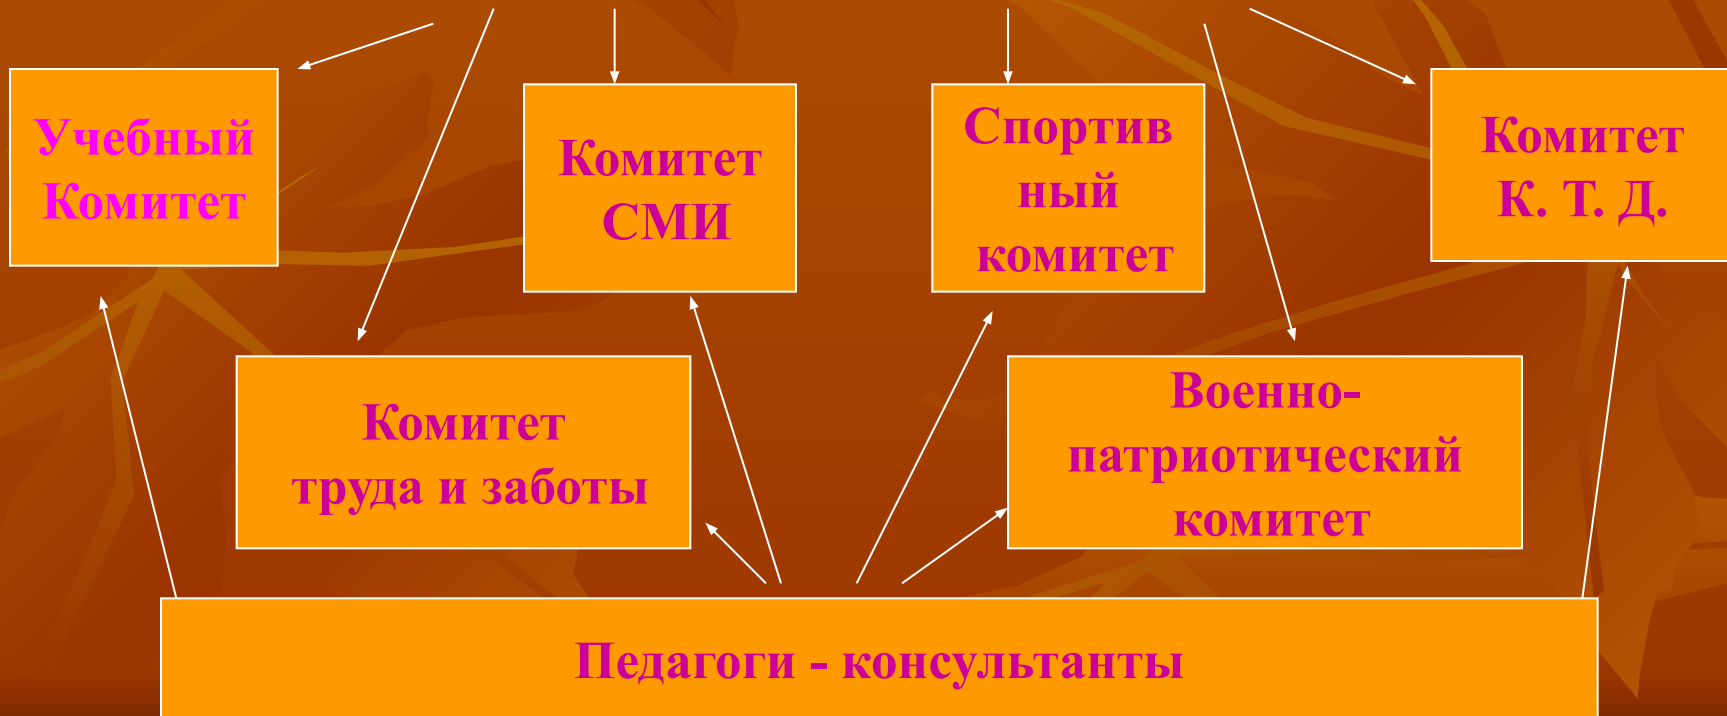 Учебный
Комитет
Комитет
СМИ
Спортив
ный
комитет
Комитет
К. Т. Д.
Комитет
труда и заботы
Военно-
патриотический
комитет
Педагоги - консультанты